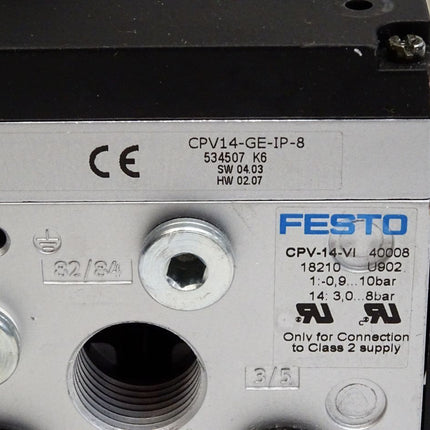 CPV14-GE-IP-8
534507 K6
SW 04.03
HW 02.07
CE
FESTO
CPV-14-VI 40008
18210 U902
1:-0,9...10bar
14: 3,0...8bar
Only for Connection
to Class 2 supply
82/84
3/5